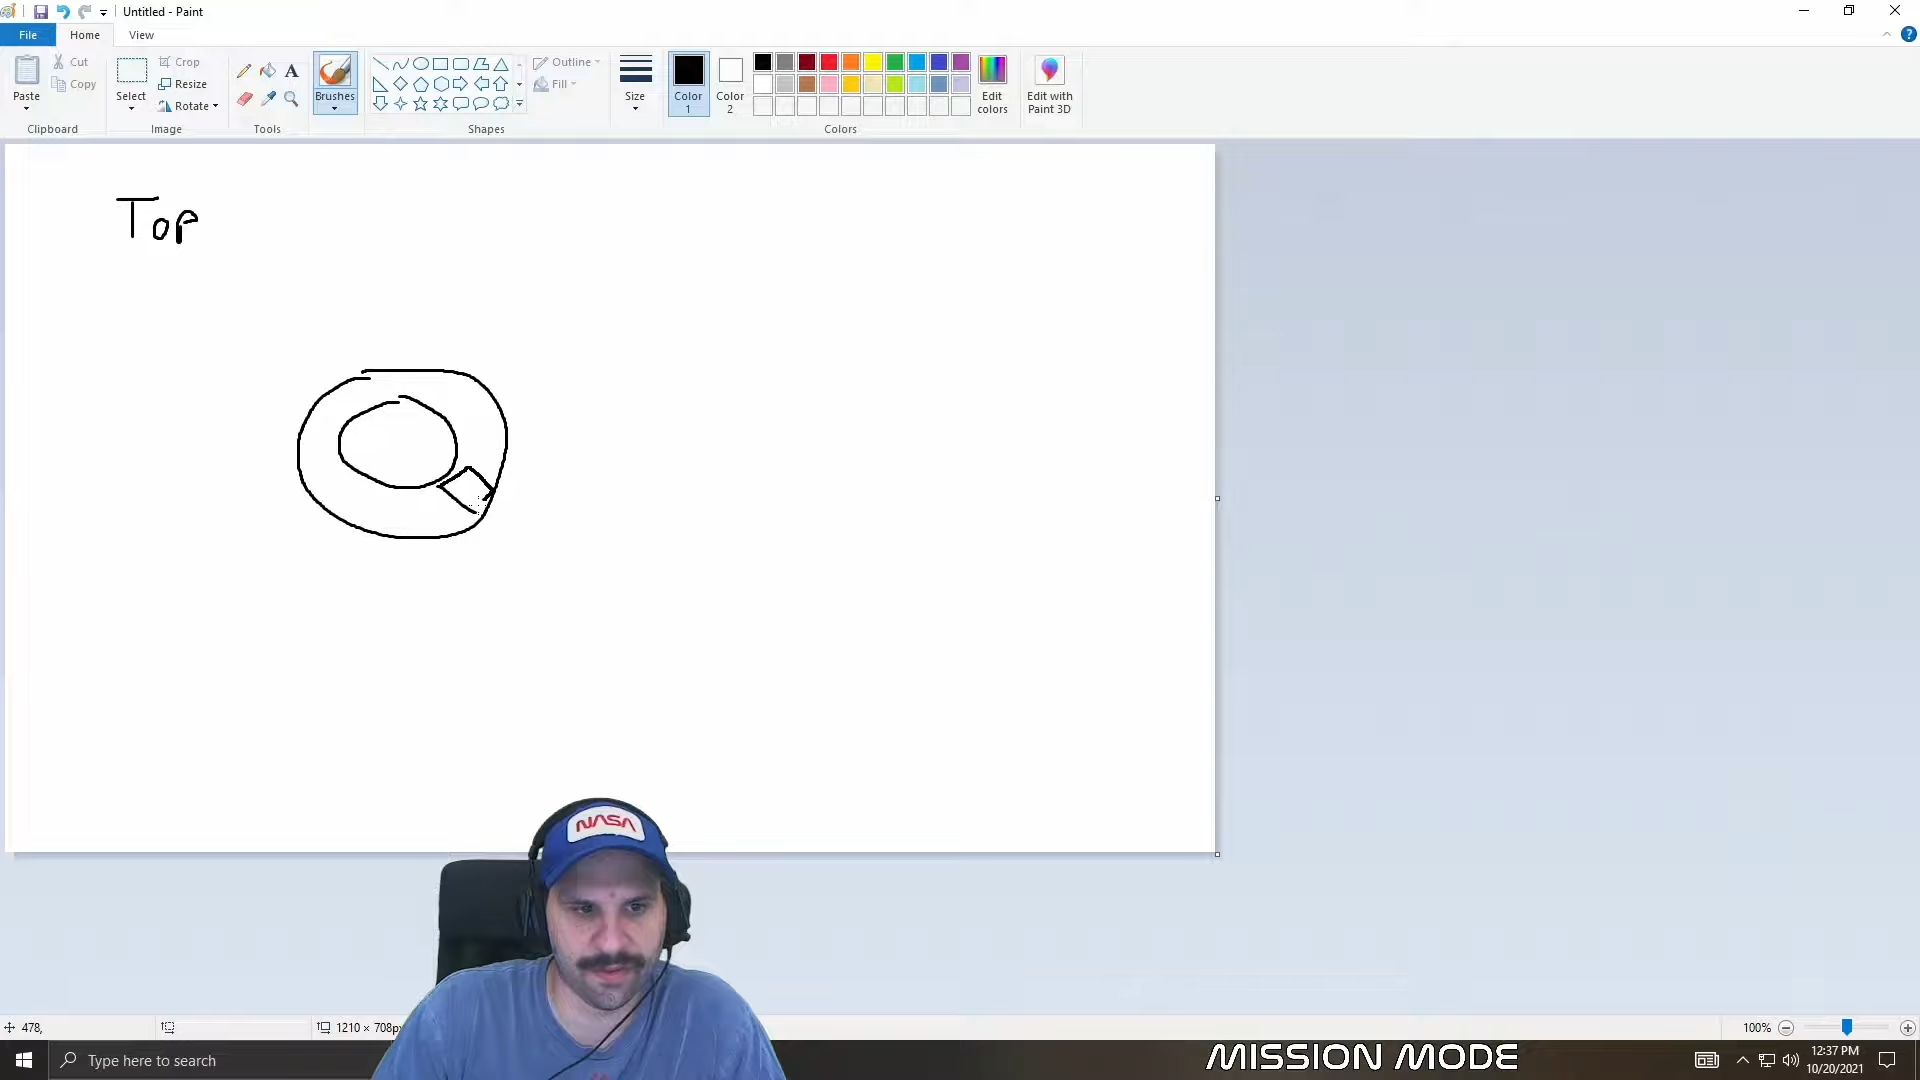 Untitled - Paint
File Home View
Paste
Cut
Copy
Clipboard
Select
Crop
Resize
Rotate
Image
A
Tools
Brushes
Shapes
Outline
Fill
Size
Color 1
Color 2
Edit colors
Colors
Edit with Paint 3D
Top
NASA
478,
1210 × 708p
100%
Type here to search
MISSION MODE
12:37 PM
10/20/2021